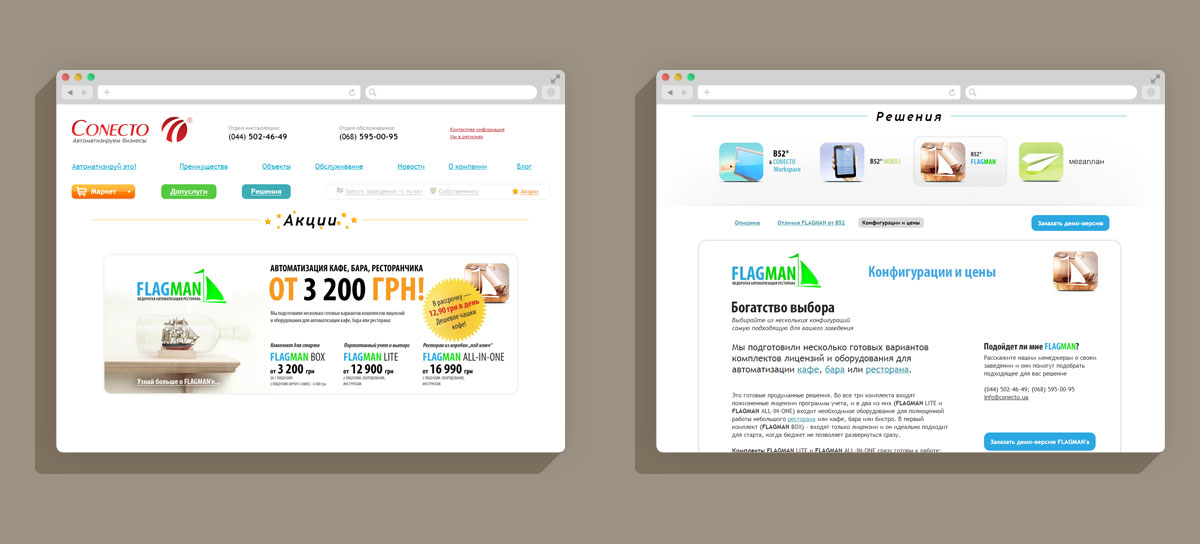 CONECTO ®
Автоматизируем бизнесы
Отдел инсталляции:
(044) 502-46-49
Отдел обслуживания:
(068) 595-00-95
Контактная информация
Мы в регионах
Автоматизируй это!
Преимущества
Объекты
Обслуживание
Новости
О компании
Блог
Маркет
Допуслуги
Решения
Запуск заведения «с нуля»
Собственнику
Акции
Акции
FLAGMAN
НЕДОРОГАЯ АВТОМАТИЗАЦИЯ РЕСТОРАНА
Узнай больше о FLAGMAN'е...
АВТОМАТИЗАЦИЯ КАФЕ, БАРА, РЕСТОРАНЧИКА
ОТ 3 200 ГРН!
Мы подготовили несколько готовых вариантов комплектов лицензий
и оборудования для автоматизации кафе, бара или ресторана:
В рассрочку —
12,90 грн в день
Дешевле чашки
кофе!
Комплект для старта
FLAGMAN BOX
от 3 200 грн
Портативный учет и выторг
FLAGMAN LITE
от 12 900 грн
Ресторан из коробки „под ключ"
FLAGMAN ALL-IN-ONE
от 16 990 грн
Решения
B52®
& CONECTO
Workspace
B52® MOBILE
B52®
FLAGMAN
мегаплан
Описание
Отличия FLAGMAN от B52
Конфигурации и цены
Заказать демо-версию
FLAGMAN
НЕДОРОГАЯ АВТОМАТИЗАЦИЯ РЕСТОРАНА
Конфигурации и цены
Богатство выбора
Выбирайте из нескольких конфигураций
самую подходящую для вашего заведения
Мы подготовили несколько готовых вариантов
комплектов лицензий и оборудования для
автоматизации кафе, бара или ресторана.
Это готовые продуманные решения. Во все три комплекта входят
пожизненные лицензии программы учета, и в два из них (FLAGMAN LITE и
FLAGMAN ALL-IN-ONE) входит необходимое оборудование для полноценной
работы небольшого ресторана или кафе, бара или бистро. В первый
комплект (FLAGMAN BOX) - входят только лицензии и он идеально подходит
для старта, когда бюджет не позволяет развернуться сразу.
Комплекты FLAGMAN LITE и FLAGMAN ALL-IN-ONE сразу готовы к работе:
Подойдет ли мне FLAGMAN?
Расскажите нашим менеджерам о своем
заведении и они помогут подобрать
подходящее для вас решение
(044) 502-46-49; (068) 595-00-95
info@conecto.ua
Заказать демо-версию FLAGMAN'a